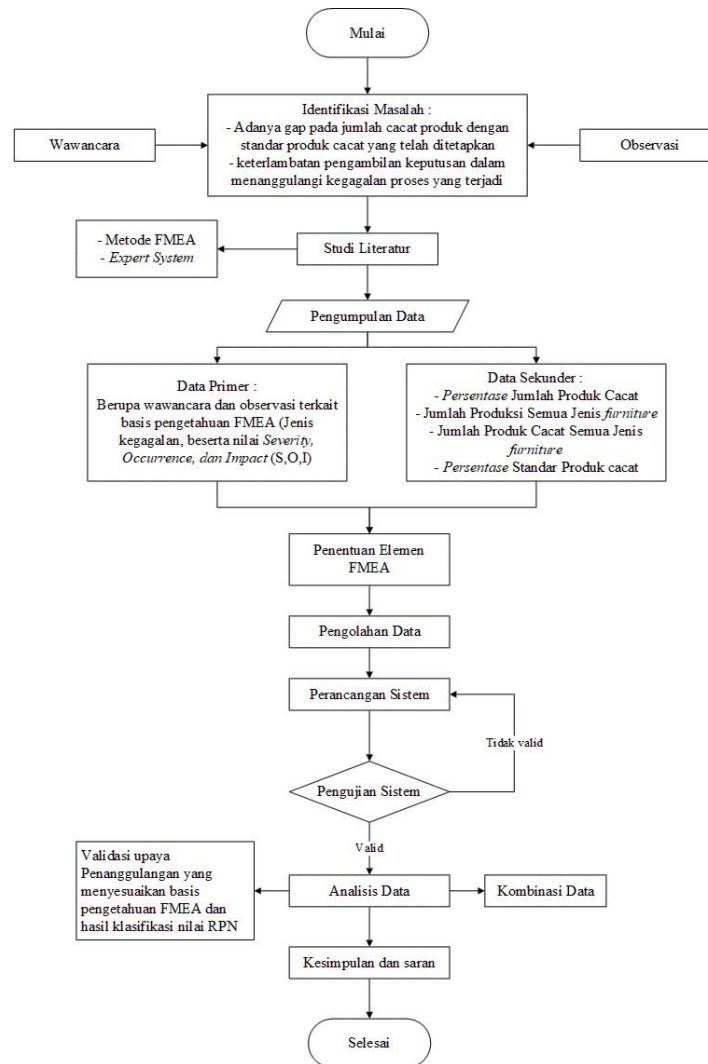 Mulai
Identifikasi Masalah :
- Adanya gap pada jumlah cacat produk dengan
standar produk cacat yang telah ditetapkan
- keterlambatan pengambilan keputusan dalam
menanggulangi kegagalan proses yang terjadi
Wawancara
Observasi
- Metode FMEA
- Expert System
Studi Literatur
Pengumpulan Data
Data Primer :
Berupa wawancara dan observasi terkait
basis pengetahuan FMEA (Jenis
kegagalan, beserta nilai Severity,
Occurrence, dan Impact (S,O,I)
Data Sekunder :
- Persentase Jumlah Produk Cacat
- Jumlah Produksi Semua Jenis furniture
- Jumlah Produk Cacat Semua Jenis
furniture
- Persentase Standar Produk cacat
Penentuan Elemen
FMEA
Pengolahan Data
Perancangan Sistem
Tidak valid
Pengujian Sistem
Valid
Validasi upaya
Penanggulangan yang
menyesuaikan basis
pengetahuan FMEA dan
hasil klasifikasi nilai RPN
Analisis Data
Kombinasi Data
Kesimpulan dan saran
Selesai